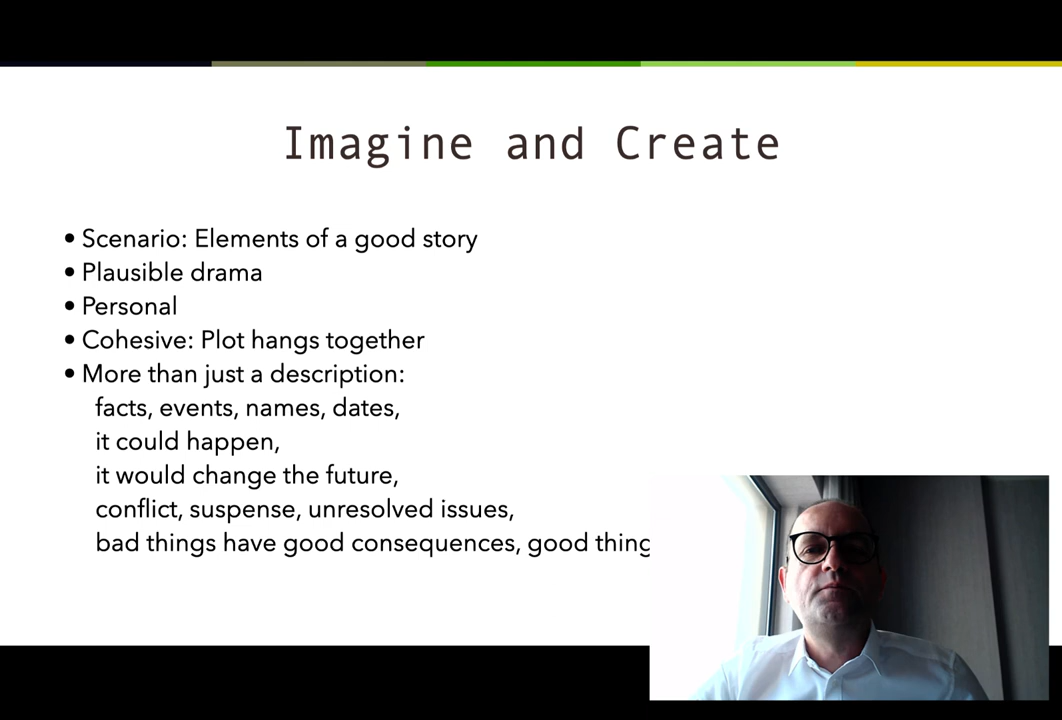 Imagine and Create
• Scenario: Elements of a good story
• Plausible drama
• Personal
• Cohesive: Plot hangs together
• More than just a description:
facts, events, names, dates,
it could happen,
it would change the future,
conflict, suspense, unresolved issues,
bad things have good consequences, good thing